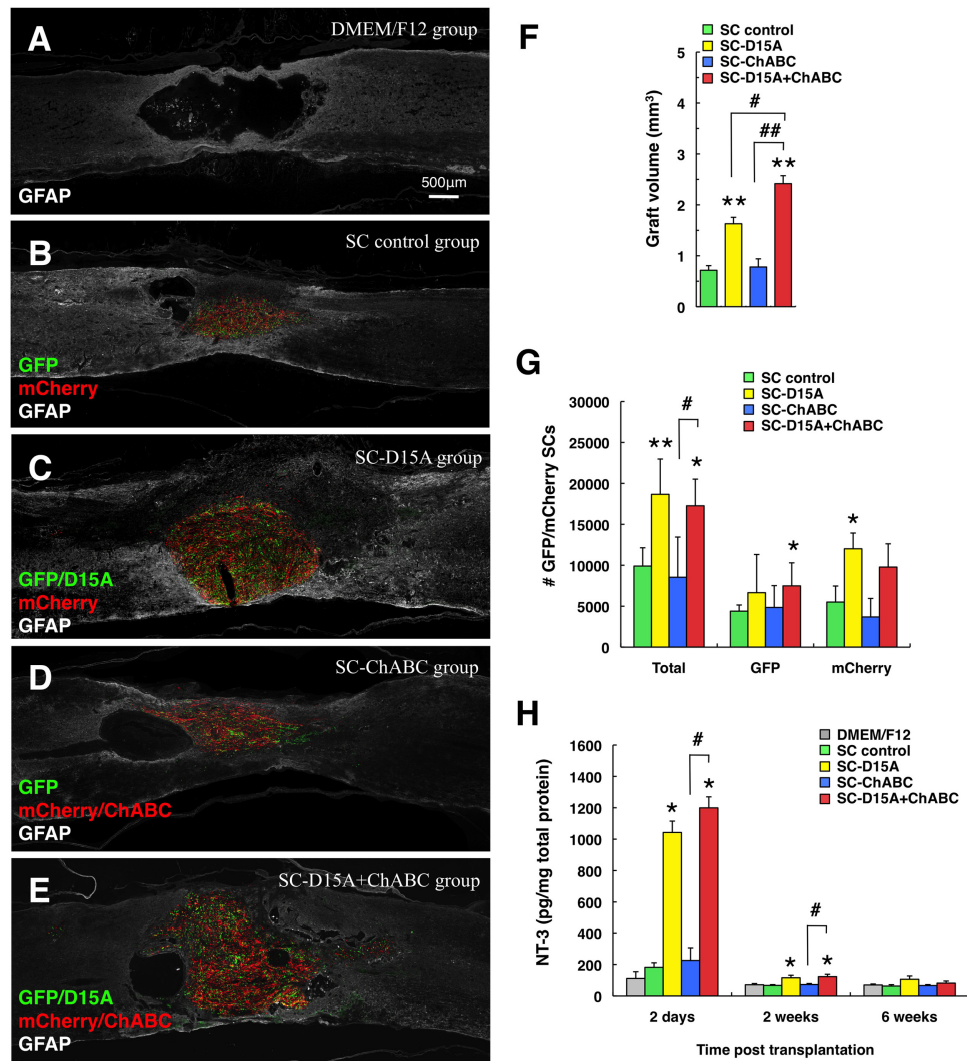 A
DMEM/F12 group
500μm
GFAP
B
SC control group
GFP
mCherry
GFAP
C
SC-D15A group
GFP/D15A
mCherry
GFAP
D
SC-ChABC group
GFP
mCherry/ChABC
GFAP
E
SC-D15A+ChABC group
GFP/D15A
mCherry/ChABC
GFAP
F
SC control
SC-D15A
SC-ChABC
SC-D15A+ChABC
Graft volume (mm³)
5
4
3
2
1
0
#
##
**
**
G
SC control
SC-D15A
SC-ChABC
SC-D15A+ChABC
# GFP/mCherry SCs
30000
25000
20000
15000
10000
5000
0
#
**
*
*
*
Total GFP mCherry
H
DMEM/F12
SC control
SC-D15A
SC-ChABC
SC-D15A+ChABC
NT-3 (pg/mg total protein)
1600
1400
1200
1000
800
600
400
200
0
#
*
*
#
*
*
2 days 2 weeks 6 weeks
Time post transplantation